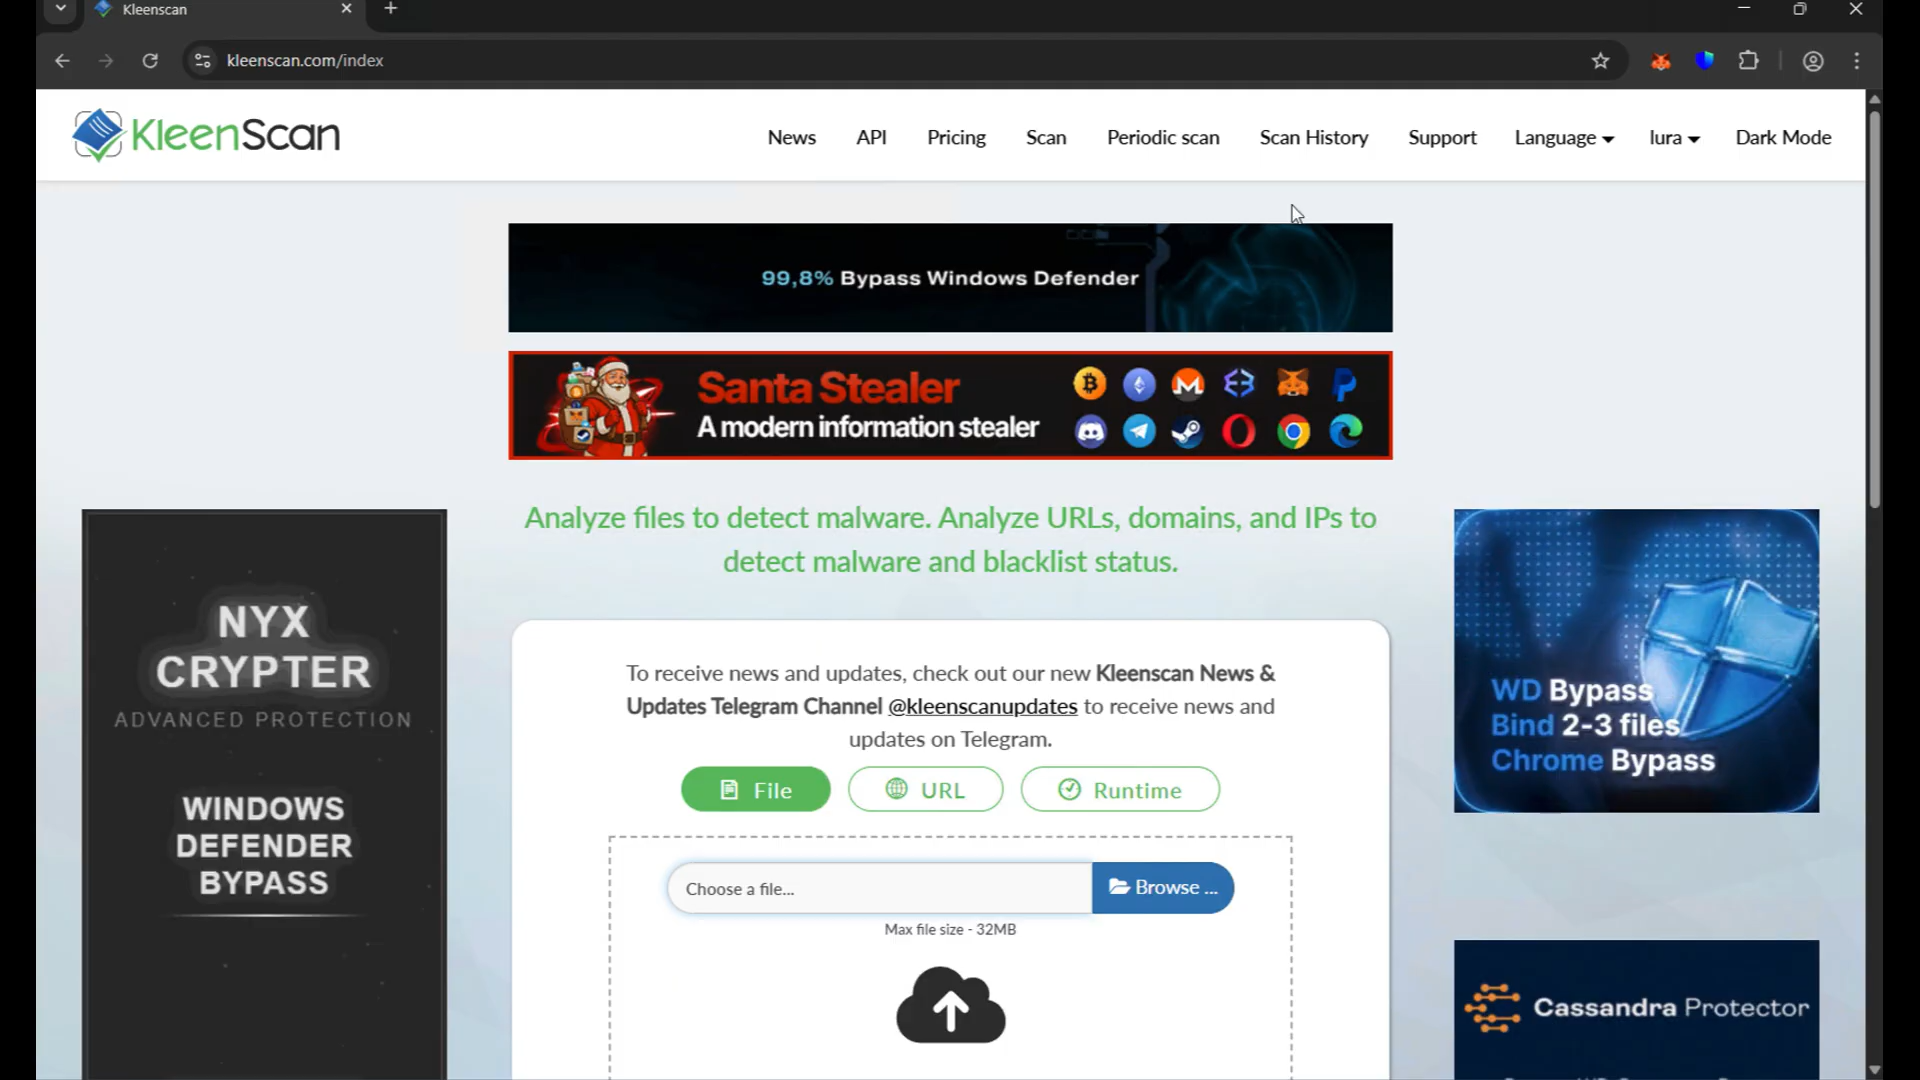 Kleenscan
kleenscan.com/index
KleenScan
News
API
Pricing
Scan
Periodic scan
Scan History
Support
Language
lura
Dark Mode
99,8% Bypass Windows Defender
Santa Stealer
A modern information stealer
Analyze files to detect malware. Analyze URLs, domains, and IPs to
detect malware and blacklist status.
NYX
CRYPTER
ADVANCED PROTECTION
WINDOWS
DEFENDER
BYPASS
To receive news and updates, check out our new Kleenscan News &
Updates Telegram Channel @kleenscanupdates to receive news and
updates on Telegram.
File
URL
Runtime
Choose a file...
Browse ...
Max file size - 32MB
WD Bypass
Bind 2-3 files
Chrome Bypass
Cassandra Protector